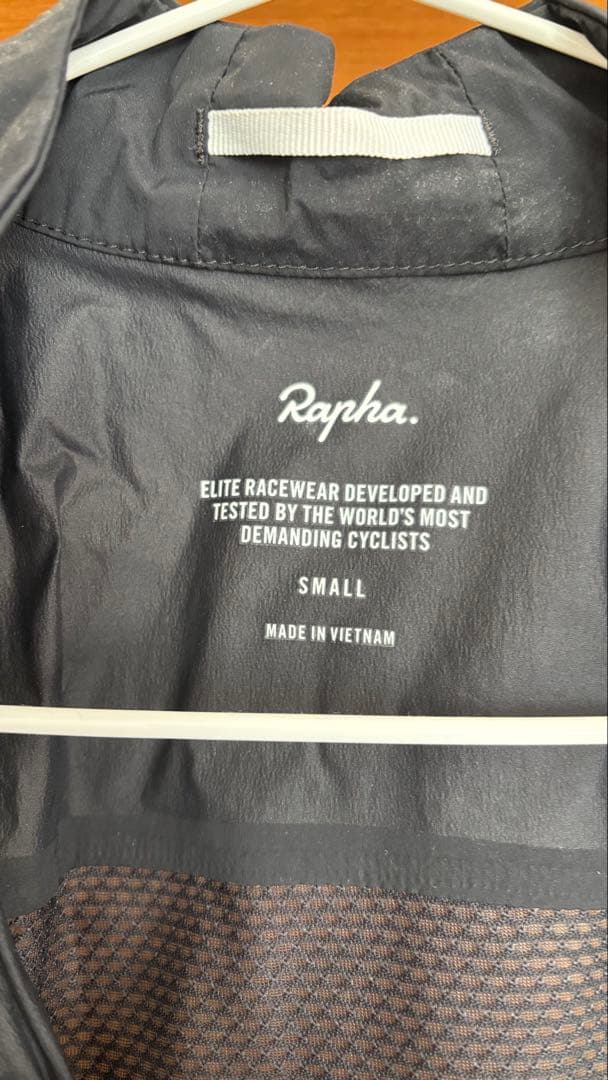 Rapha.
ELITE RACEWEAR DEVELOPED AND
TESTED BY THE WORLD'S MOST
DEMANDING CYCLISTS
SMALL
MADE IN VIETNAM